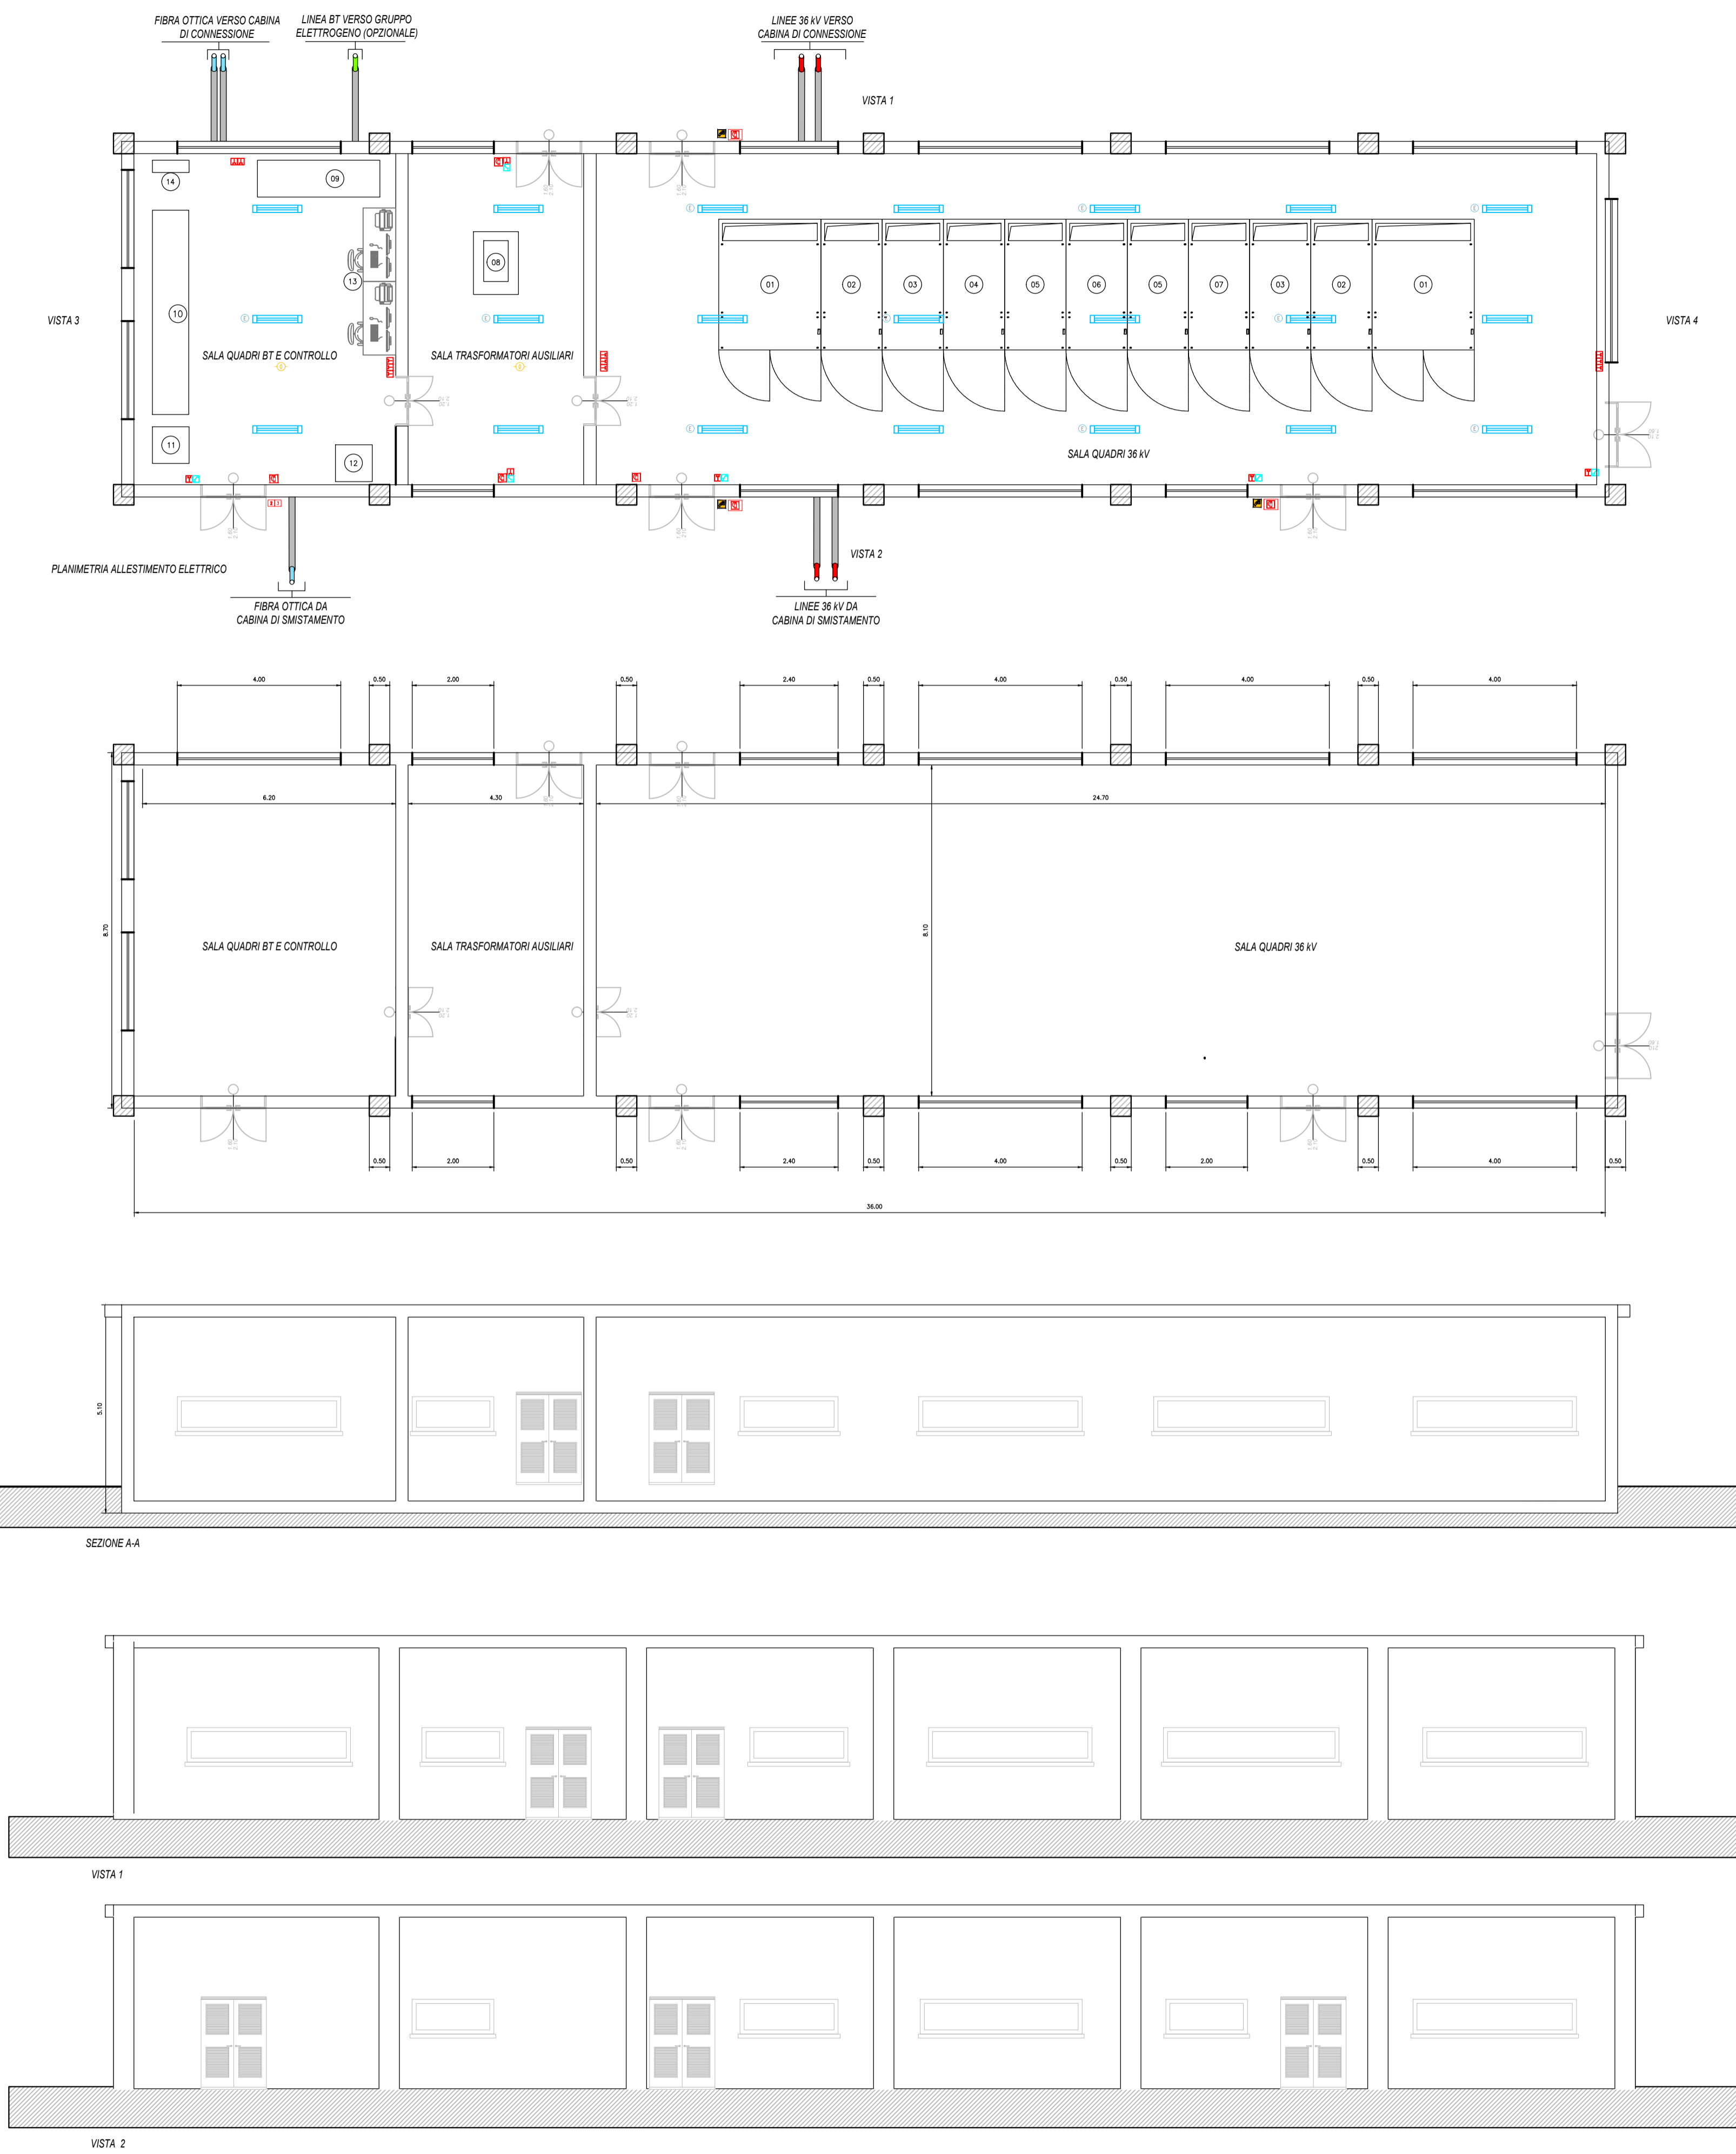 FIBRA OTTICA VERSO CABINA
DI CONNESSIONE
LINEA BT VERSO GRUPPO
ELETTROGENO (OPZIONALE)
LINEE 36 kV VERSO
CABINA DI CONNESSIONE
VISTA 1
14
09
08
13
10
01
02
03
04
05
06
05
07
03
02
01
VISTA 3
VISTA 4
SALA QUADRI BT E CONTROLLO
SALA TRASFORMATORI AUSILIARI
11
12
SALA QUADRI 36 kV
VISTA 2
PLANIMETRIA ALLESTIMENTO ELETTRICO
FIBRA OTTICA DA
CABINA DI SMISTAMENTO
LINEE 36 kV DA
CABINA DI SMISTAMENTO
4.00
0.50
2.00
0.50
2.40
0.50
4.00
0.50
4.00
0.50
4.00
6.20
4.30
24.70
8.70
8.10
SALA QUADRI BT E CONTROLLO
SALA TRASFORMATORI AUSILIARI
SALA QUADRI 36 kV
0.50
2.00
0.50
2.40
0.50
4.00
0.50
2.00
0.50
4.00
0.50
36.00
5.10
SEZIONE A-A
VISTA 1
VISTA 2